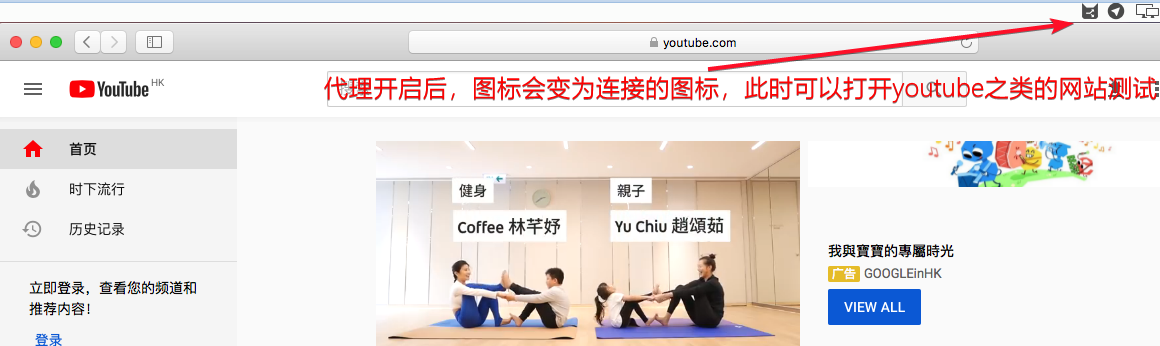 youtube.com
YouTube HK
代理开启后，图标会变为连接的图标，此时可以打开youtube之类的网站测试
首页
时下流行
历史记录
立即登录，查看您的频道和
推荐内容！
登录
健身
Coffee 林芊妤
親子
Yu Chiu 趙頌茹
我與寶寶的專屬時光
广告 GOOGLEinHK
VIEW ALL